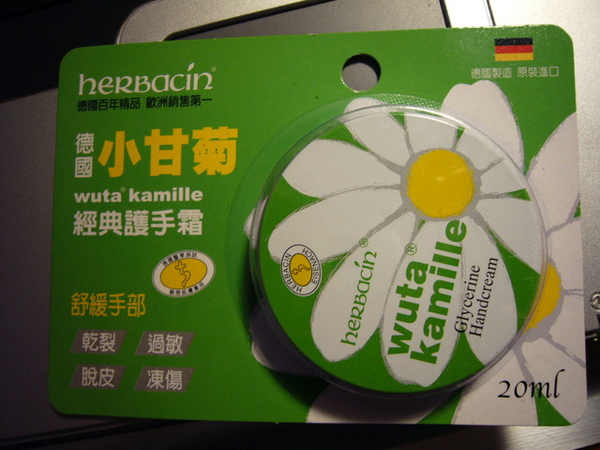 herbacin®
德國百年精品 歐洲銷售第一
德國製造 原裝進口
德國
小甘菊
wuta® kamille
經典護手霜
舒緩手部
乾裂
過敏
脫皮
凍傷
HERBACIN
EISENACH
herbacin®
wuta®
kamille
Glycerine
Handcream
20ml